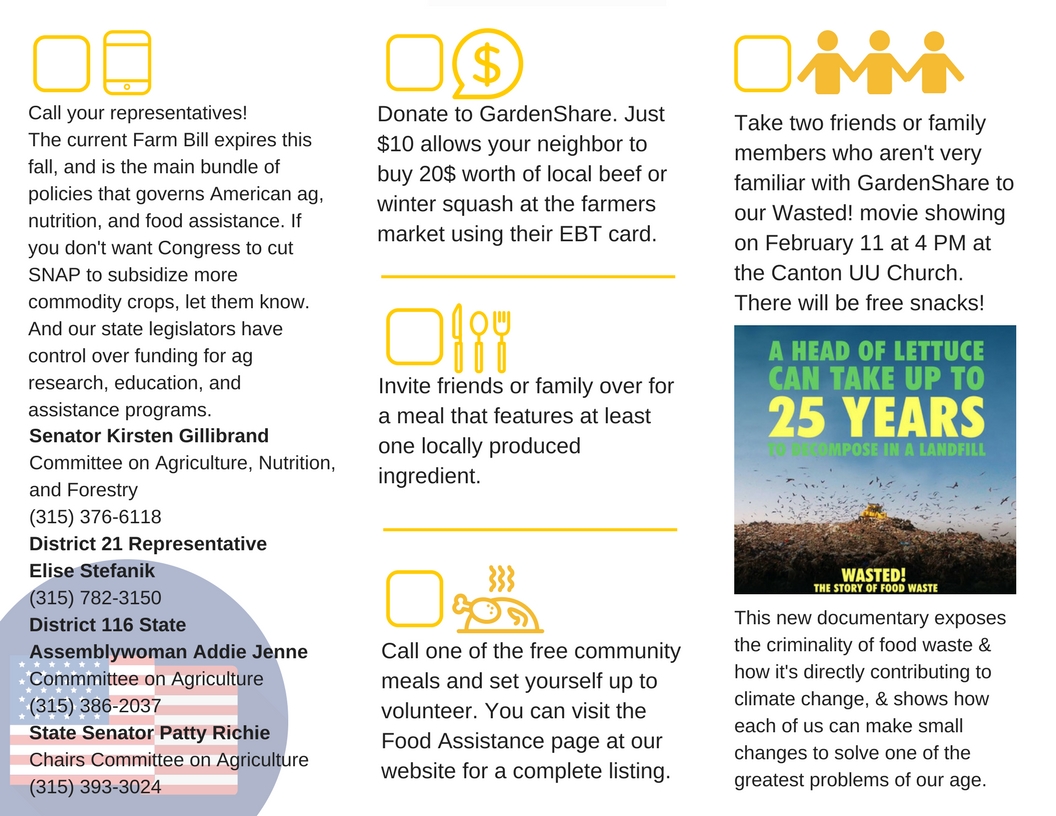 Call your representatives!
The current Farm Bill expires this
fall, and is the main bundle of
policies that governs American ag,
nutrition, and food assistance. If
you don't want Congress to cut
SNAP to subsidize more
commodity crops, let them know.
And our state legislators have
control over funding for ag
research, education, and
assistance programs.
Senator Kirsten Gillibrand
Committee on Agriculture, Nutrition,
and Forestry
(315) 376-6118
District 21 Representative
Elise Stefanik
(315) 782-3150
District 116 State
Assemblywoman Addie Jenne
Commmittee on Agriculture
(315) 386-2037
State Senator Patty Richie
Chairs Committee on Agriculture
(315) 393-3024
$
Donate to GardenShare. Just
$10 allows your neighbor to
buy 20$ worth of local beef or
winter squash at the farmers
market using their EBT card.
Invite friends or family over for
a meal that features at least
one locally produced
ingredient.
Call one of the free community
meals and set yourself up to
volunteer. You can visit the
Food Assistance page at our
website for a complete listing.
Take two friends or family
members who aren't very
familiar with GardenShare to
our Wasted! movie showing
on February 11 at 4 PM at
the Canton UU Church.
There will be free snacks!
A HEAD OF LETTUCE
CAN TAKE UP TO
25 YEARS
TO DECOMPOSE IN A LANDFILL
WASTED!
THE STORY OF FOOD WASTE
This new documentary exposes
the criminality of food waste &
how it's directly contributing to
climate change, & shows how
each of us can make small
changes to solve one of the
greatest problems of our age.